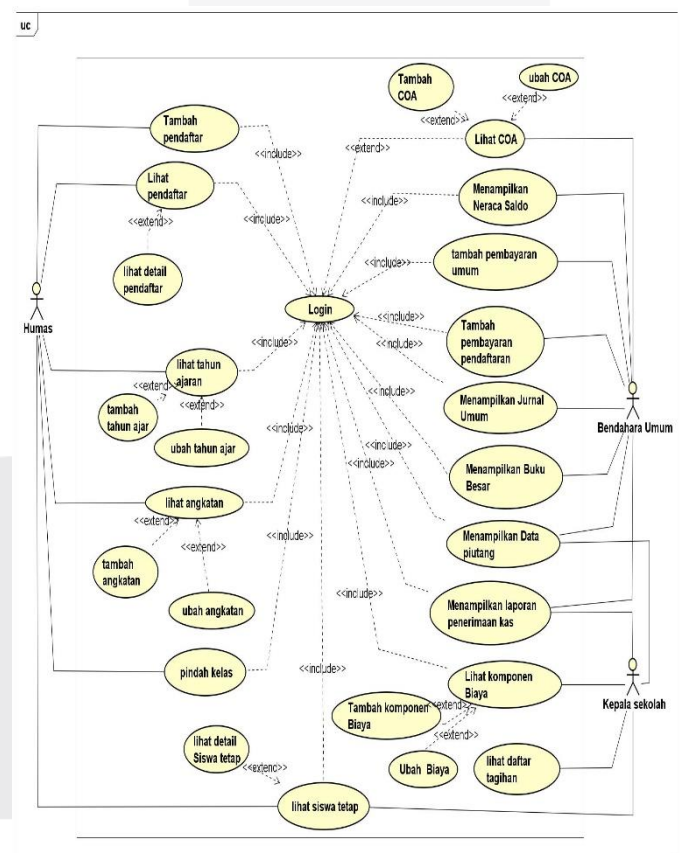 uc
Tambah
COA
ubah COA
<<extend>>
<<extend>>
Lihat COA
Tambah
pendaftar
<<include>>
<<extend>>
Lihat
pendaftar
<<extend>>
<<include>>
Menampilkan
Neraca Saldo
<<include>>
lihat detail
pendaftar
tambah pembayaran
umum
<<include>>
Humas
Login
Tambah
pembayaran
pendaftaran
<<include>>
<<include>>
lihat tahun
ajaran
<<include>>
<<extend>>
<<extend>>
tambah
tahun ajar
ubah tahun ajar
Menampilkan Jurnal
Umum
<<include>>
Bendahara Umum
<<include>>
<<include>>
<<include>>
Menampilkan Buku
Besar
lihat angkatan
<<extend>>
<<extend>>
tambah
angkatan
ubah angkatan
<<include>>
Menampilkan Data
piutang
<<include>>
Menampilkan laporan
penerimaan kas
pindah kelas
<<include>>
Lihat komponen
Biaya
Kepala sekolah
Tambah komponen
Biaya
<<extend>>
<<extend>>
Ubah Biaya
lihat detail
Siswa tetap
<<extend>>
lihat daftar
tagihan
lihat siswa tetap